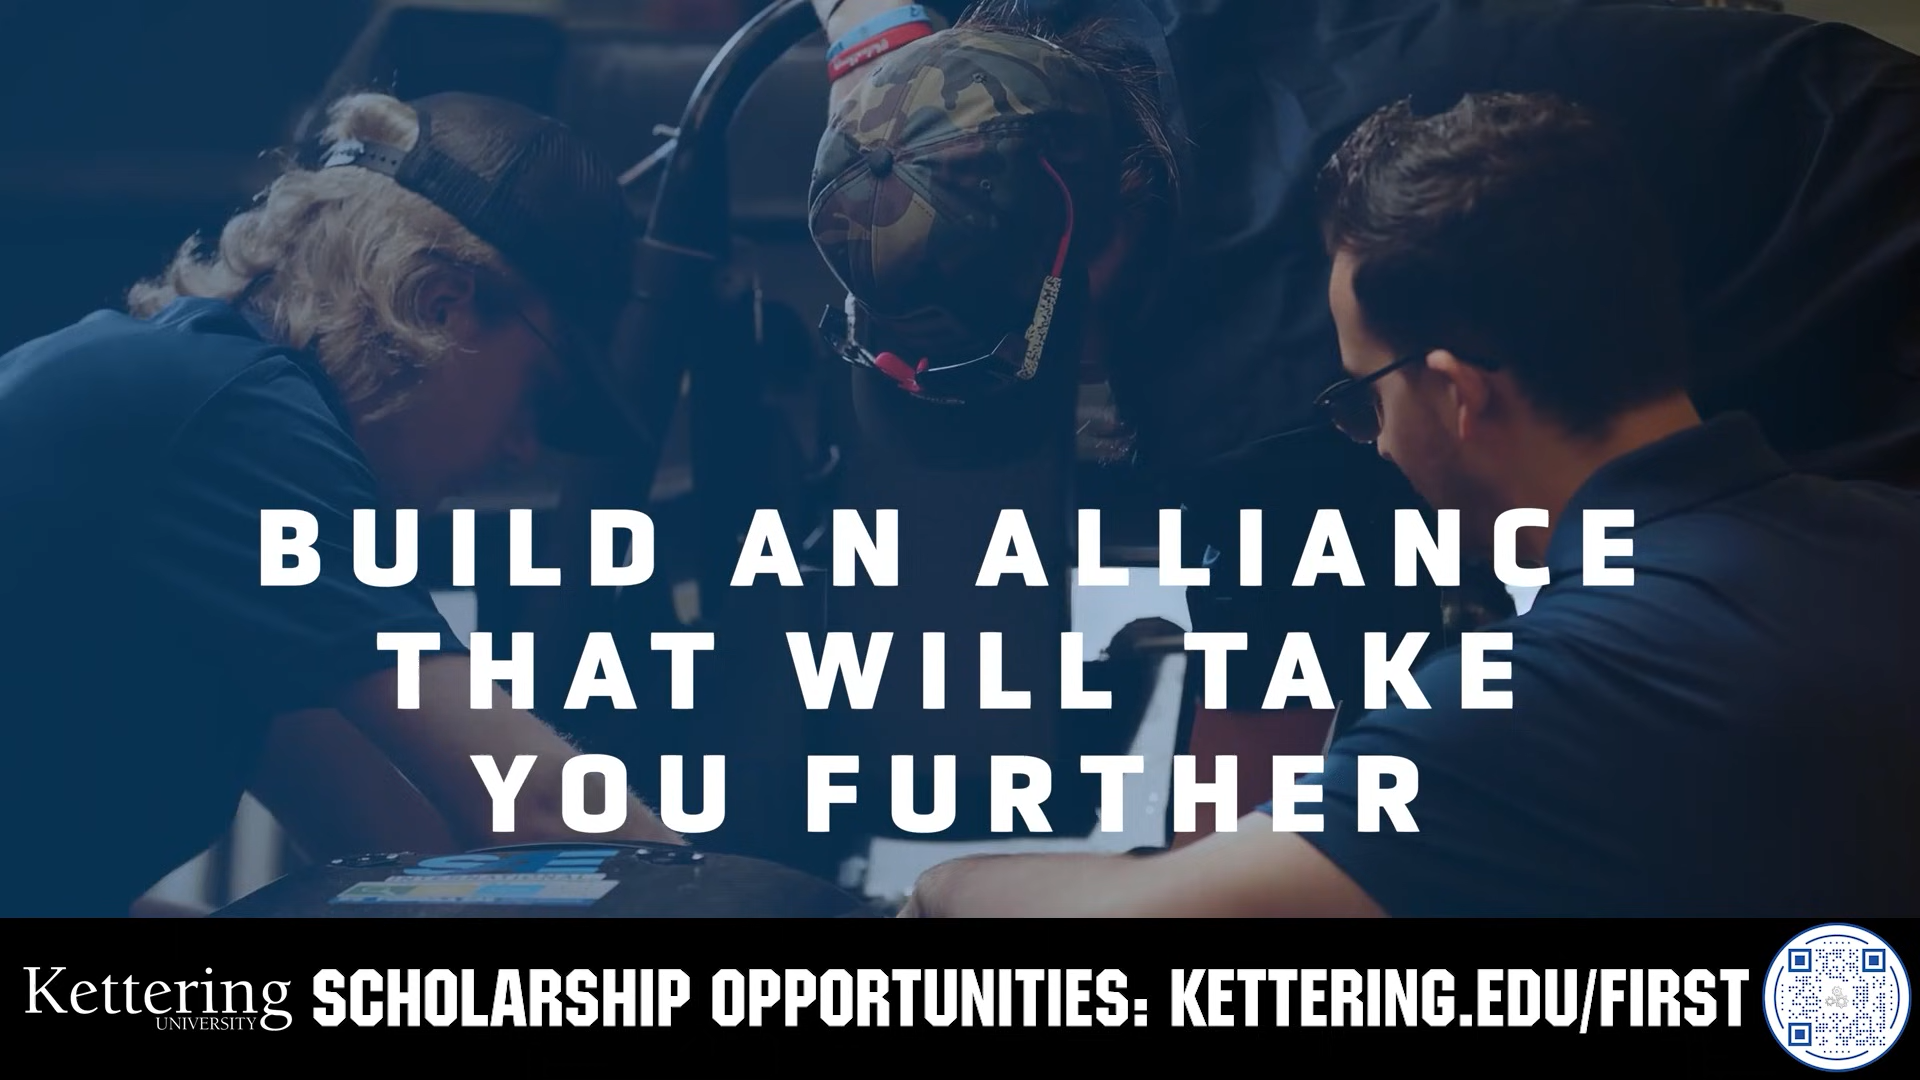 BUILD AN ALLIANCE
THAT WILL TAKE
YOU FURTHER
Kettering
UNIVERSITY
SCHOLARSHIP OPPORTUNITIES: KETTERING.EDU/FIRST